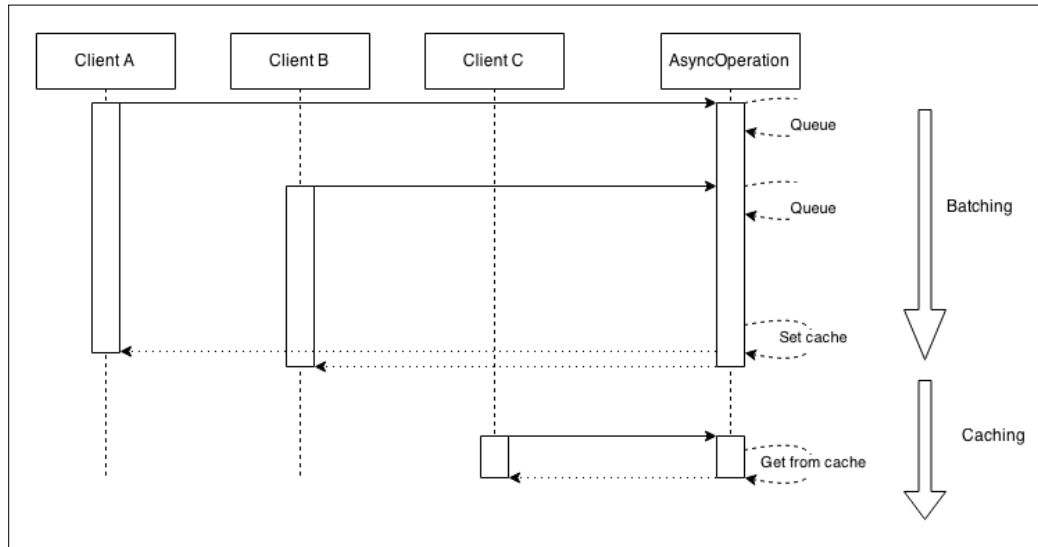 Client A
Client B
Client C
AsyncOperation
Queue
Queue
Batching
Set cache
Caching
Get from cache